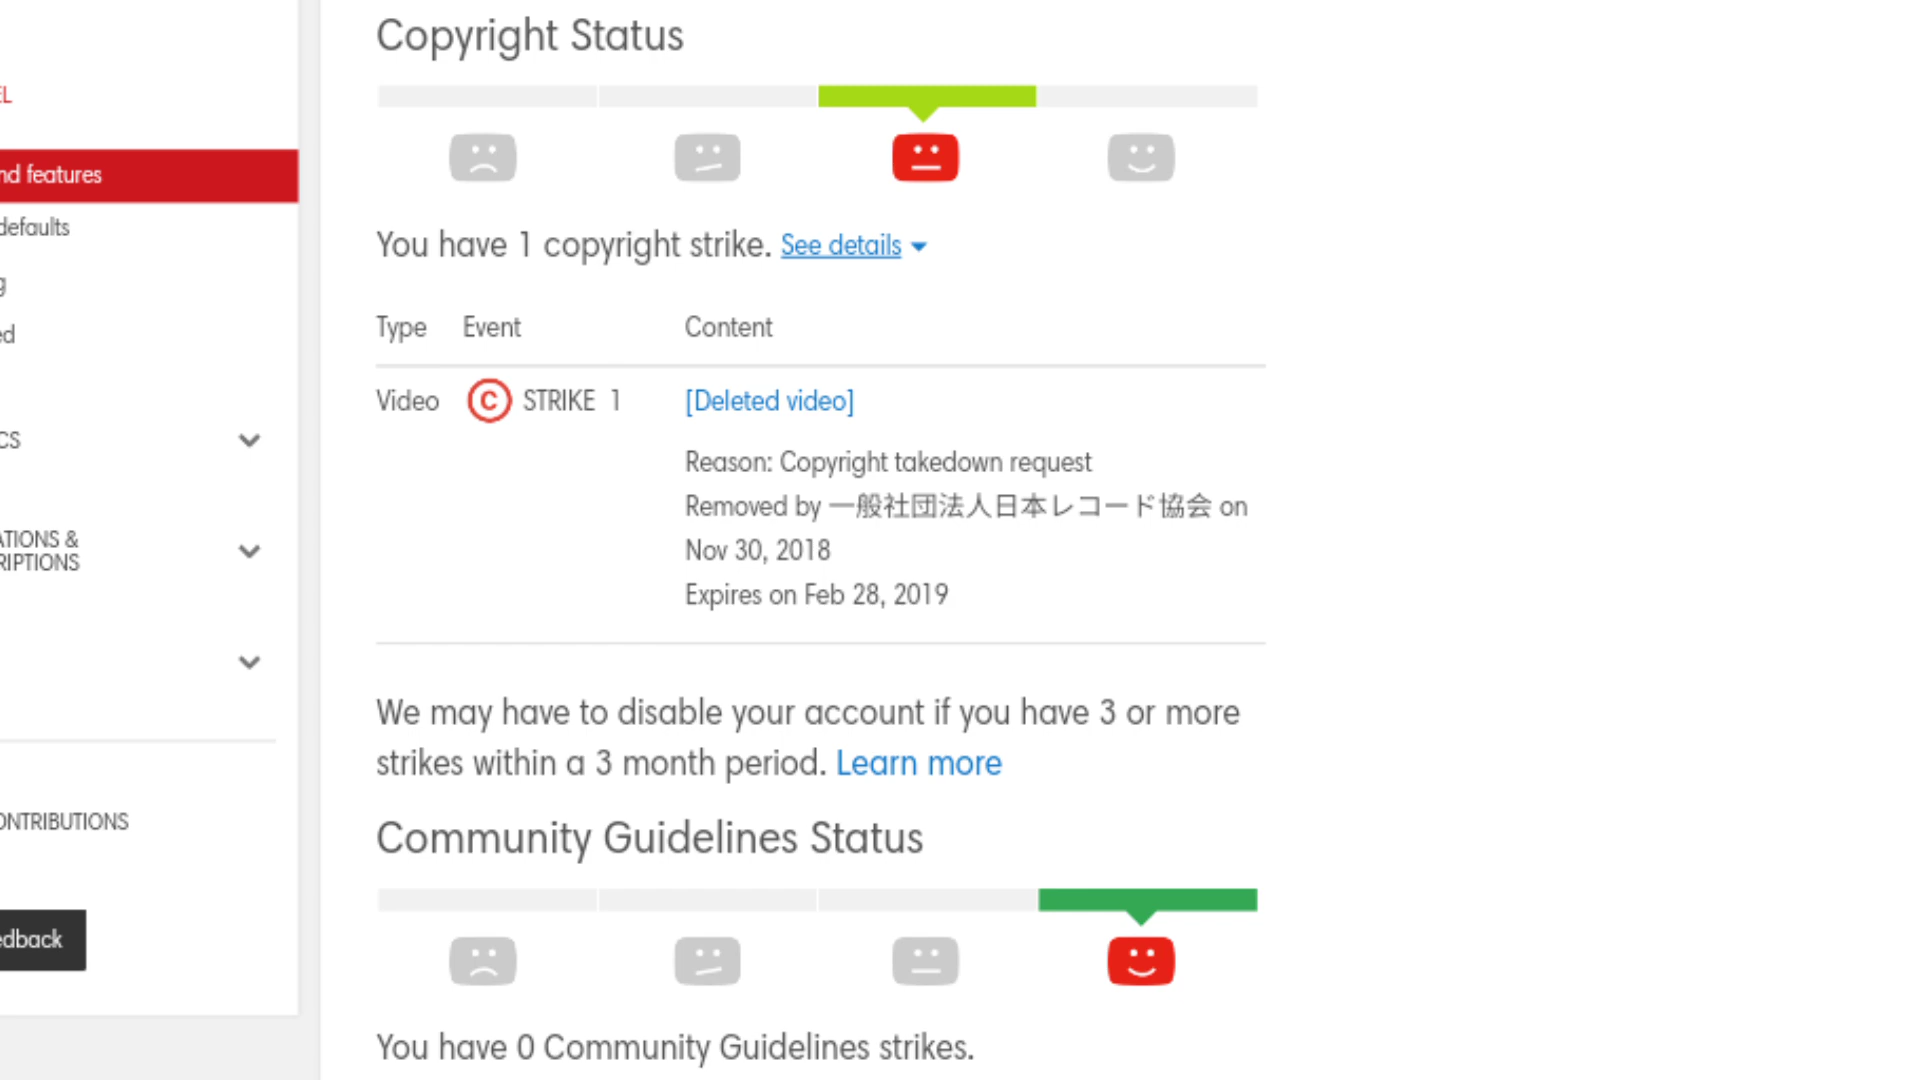 Copyright Status
EL
nd features
defaults
You have 1 copyright strike. See details
g
ed
Type Event Content
Video C STRIKE 1 [Deleted video]
CS
Reason: Copyright takedown request
Removed by 一般社団法人日本レコード協会 on
Nov 30, 2018
Expires on Feb 28, 2019
ATIONS &
RIPTIONS
We may have to disable your account if you have 3 or more
strikes within a 3 month period. Learn more
ONTRIBUTIONS
Community Guidelines Status
edback
You have 0 Community Guidelines strikes.